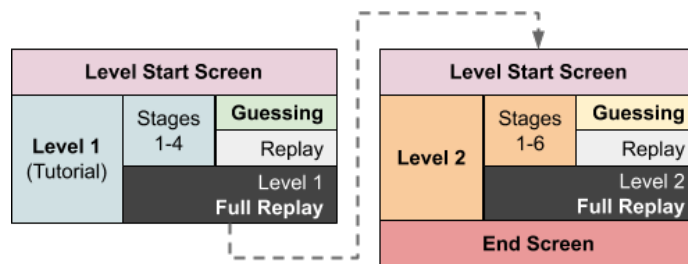 Level Start Screen
Level 1
(Tutorial)
Stages
1-4
Guessing
Replay
Level 1
Full Replay
Level Start Screen
Level 2
Stages
1-6
Guessing
Replay
Level 2
Full Replay
End Screen